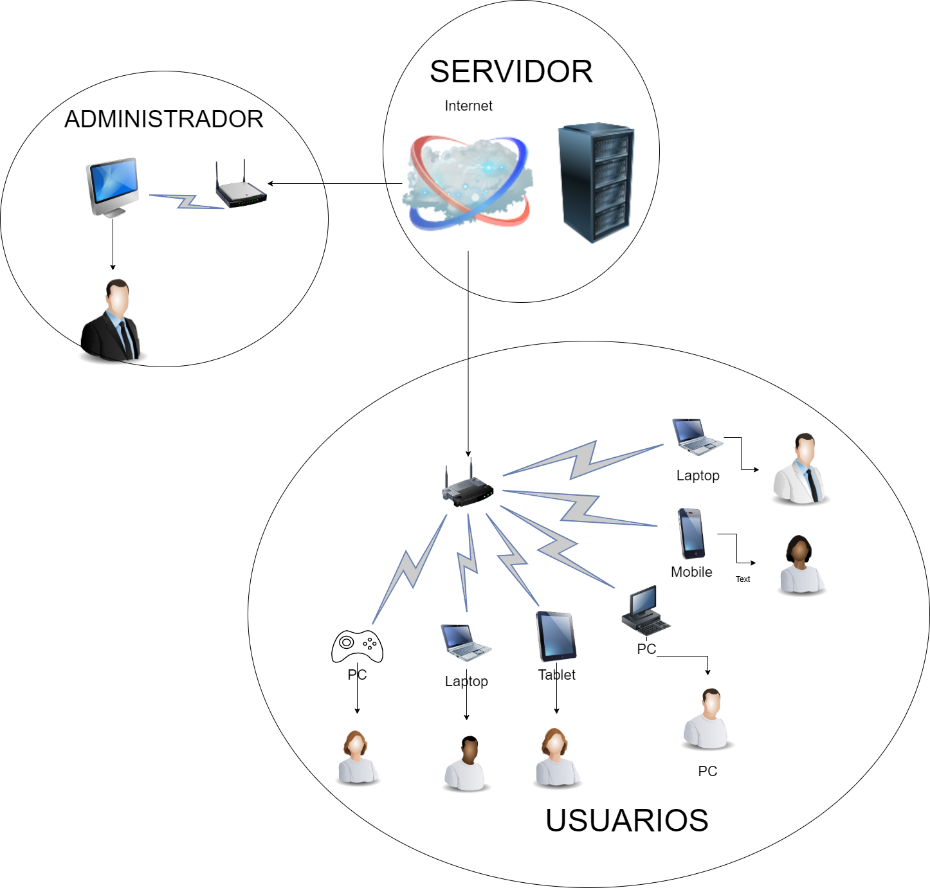 SERVIDOR
Internet
ADMINISTRADOR
Laptop
Mobile
Text
PC
PC
Laptop
Tablet
PC
USUARIOS